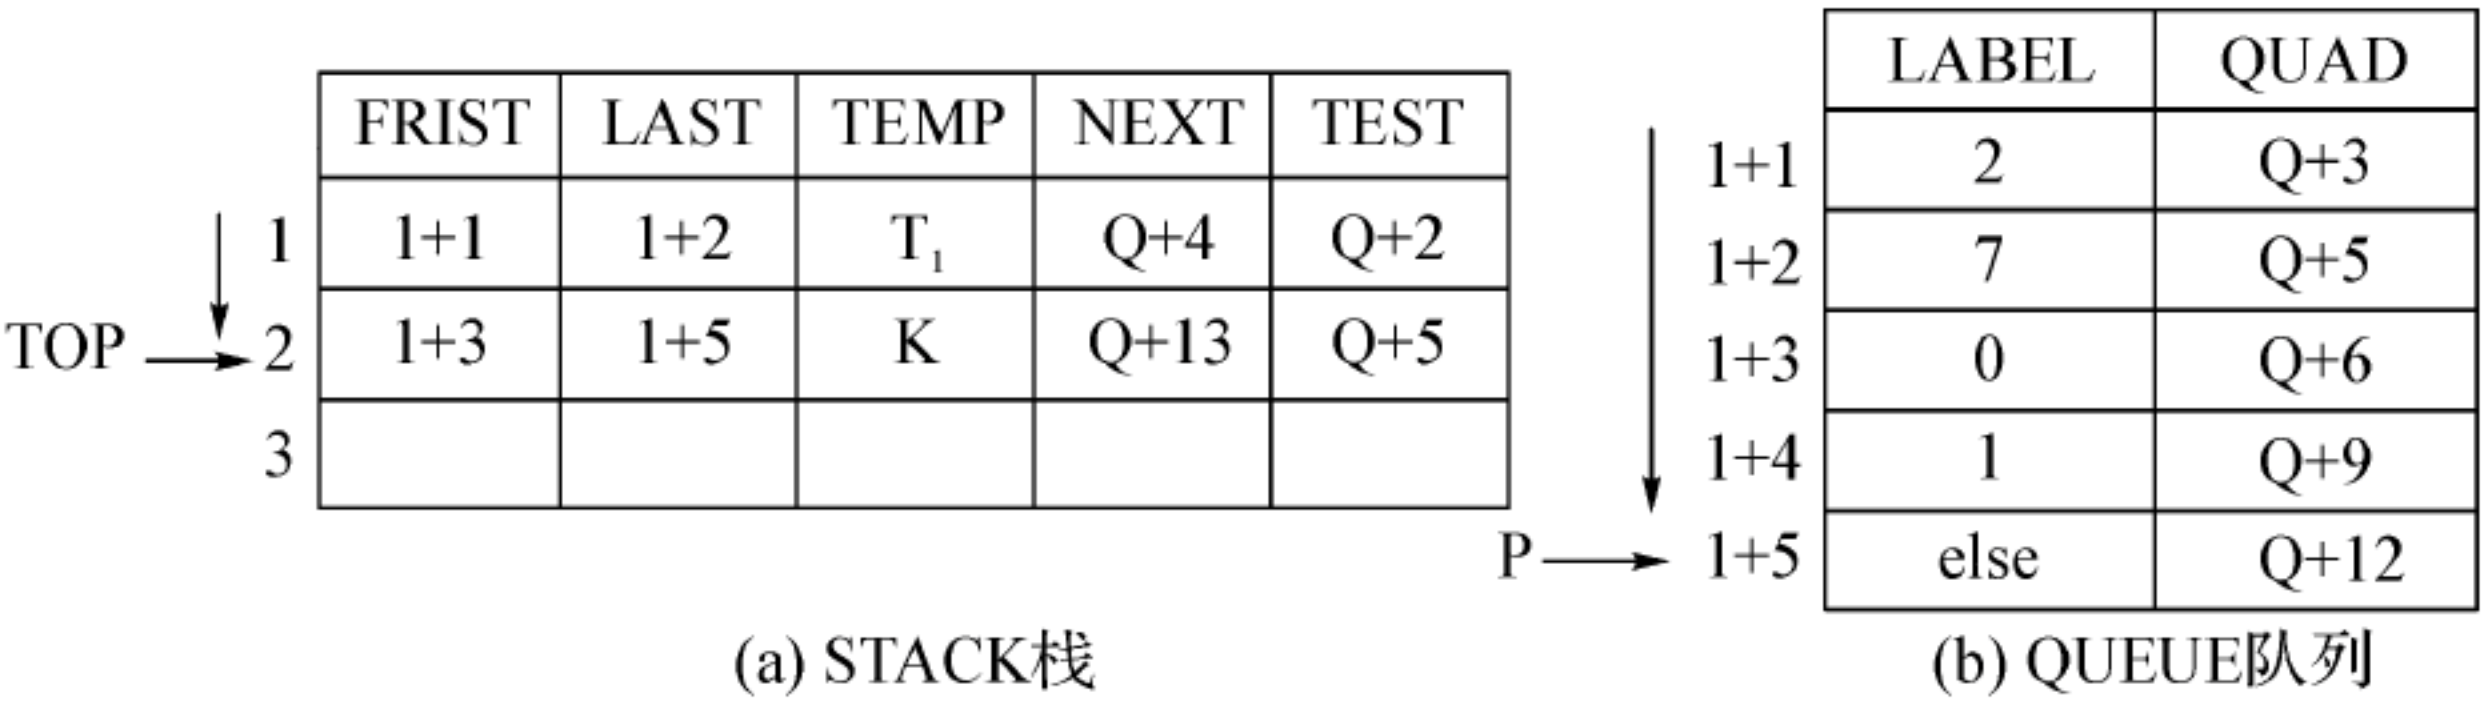 FRIST LAST TEMP NEXT TEST
1 1+1 1+2 T₁ Q+4 Q+2
TOP 2 1+3 1+5 K Q+13 Q+5
3
(a) STACK栈
LABEL QUAD
1+1 2 Q+3
1+2 7 Q+5
1+3 0 Q+6
1+4 1 Q+9
P 1+5 else Q+12
(b) QUEUE队列